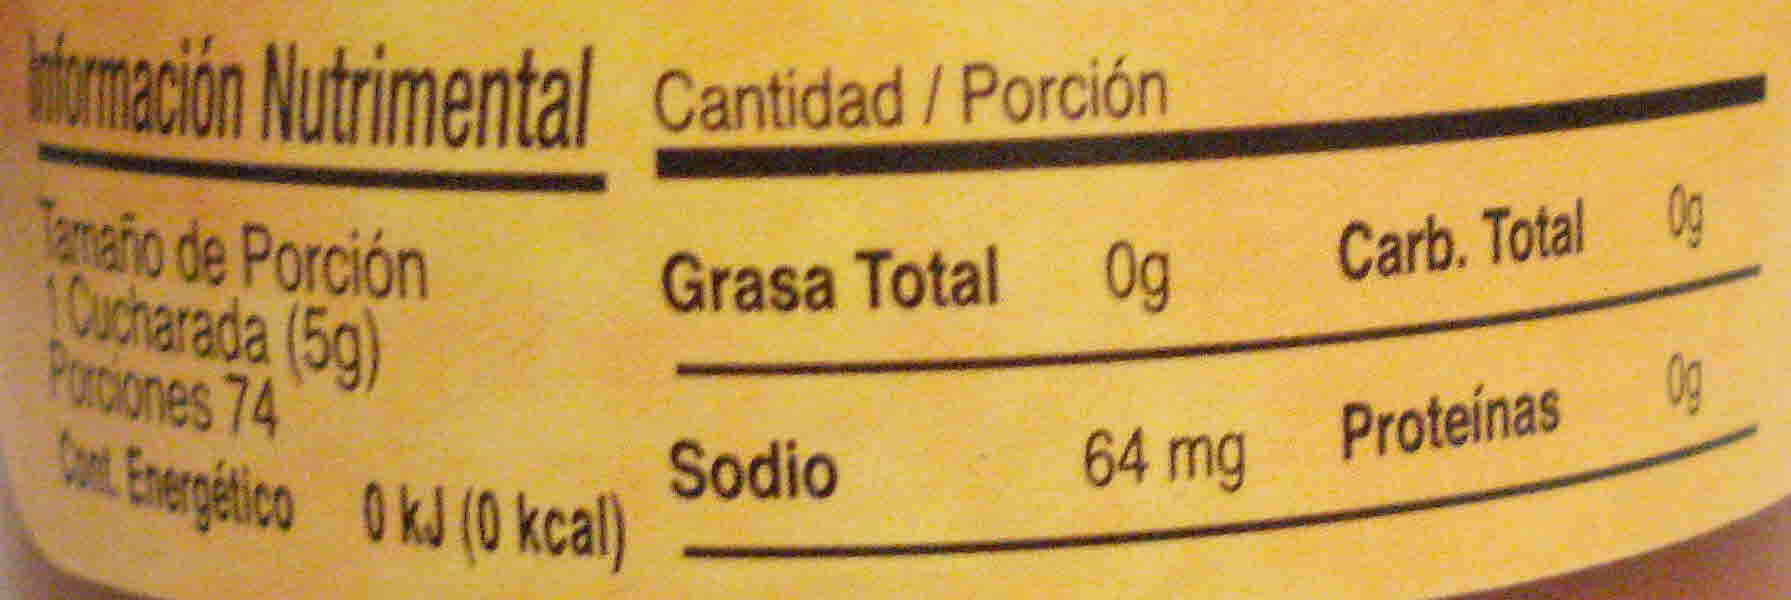 Información Nutrimental
Tamaño de Porción
1 Cucharada (5g)
Porciones 74
Cont. Energético 0 kJ (0 kcal)
Cantidad / Porción
Grasa Total 0g Carb. Total 0g
Sodio 64 mg Proteínas 0g